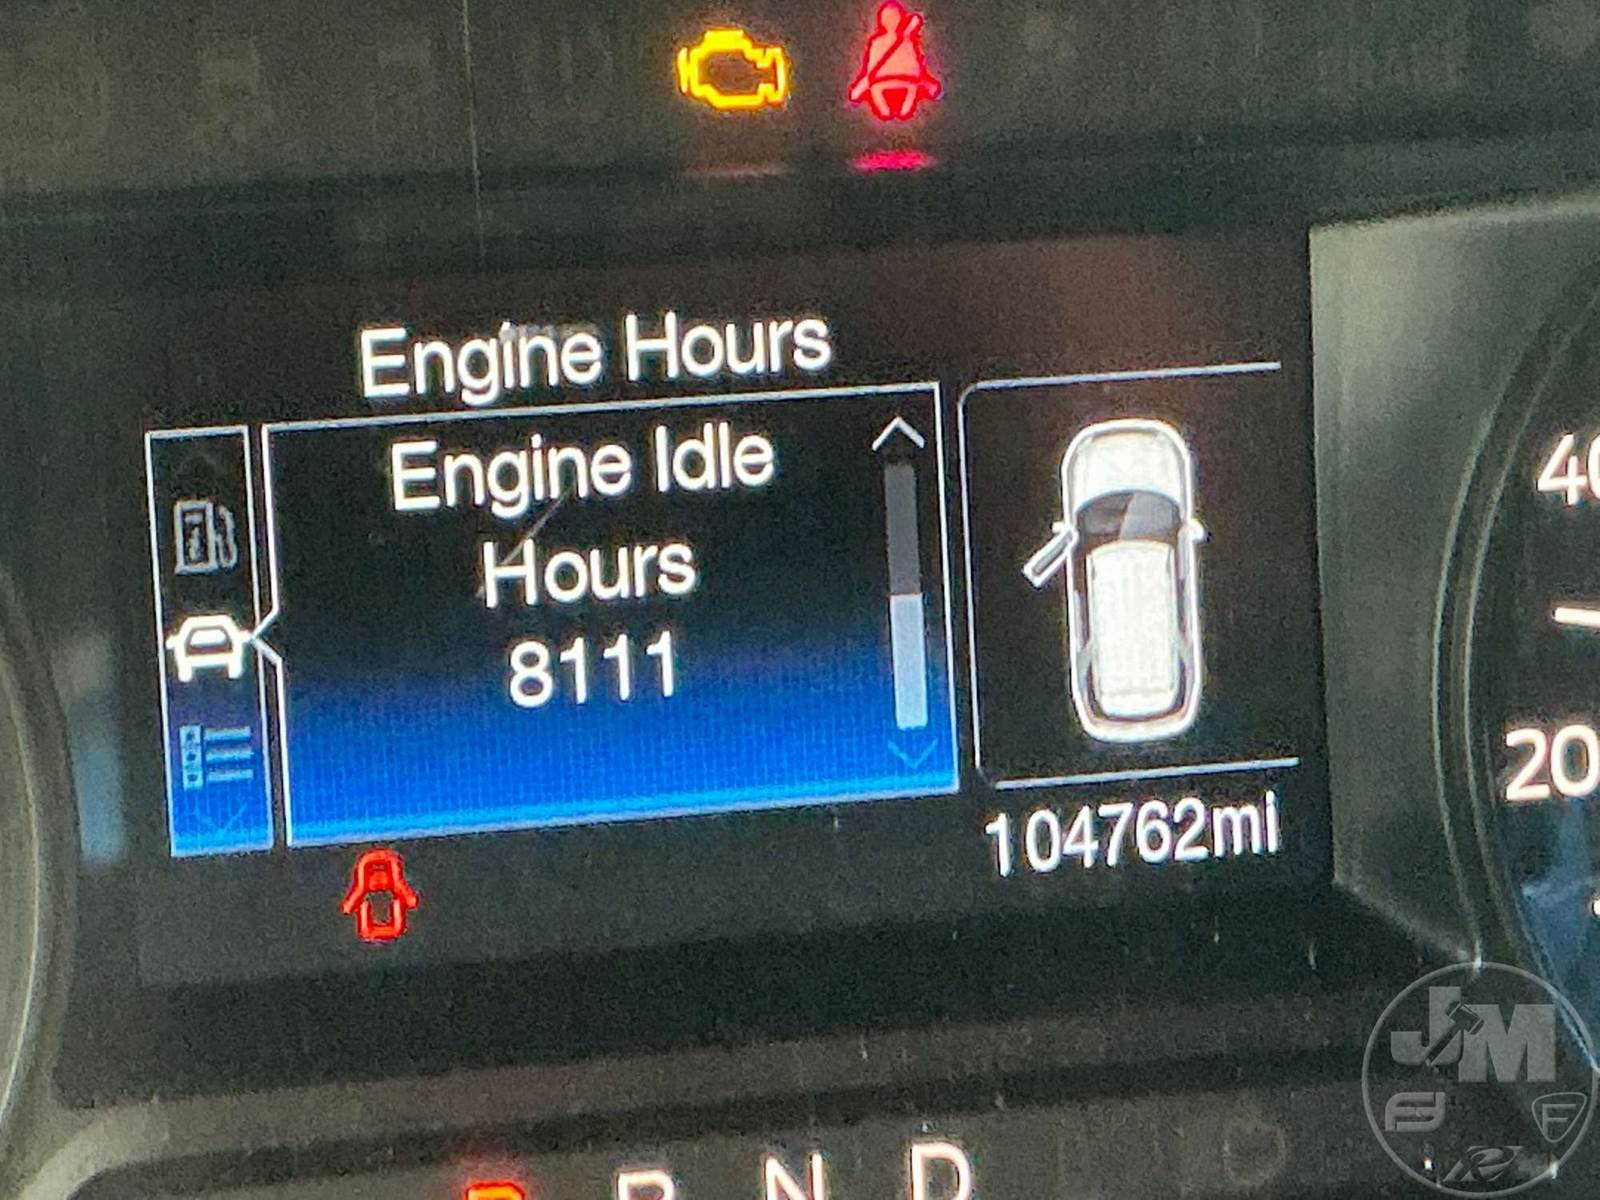 Engine Hours
Engine Idle
Hours
8111
40
20
104762mi
P R N D
JM